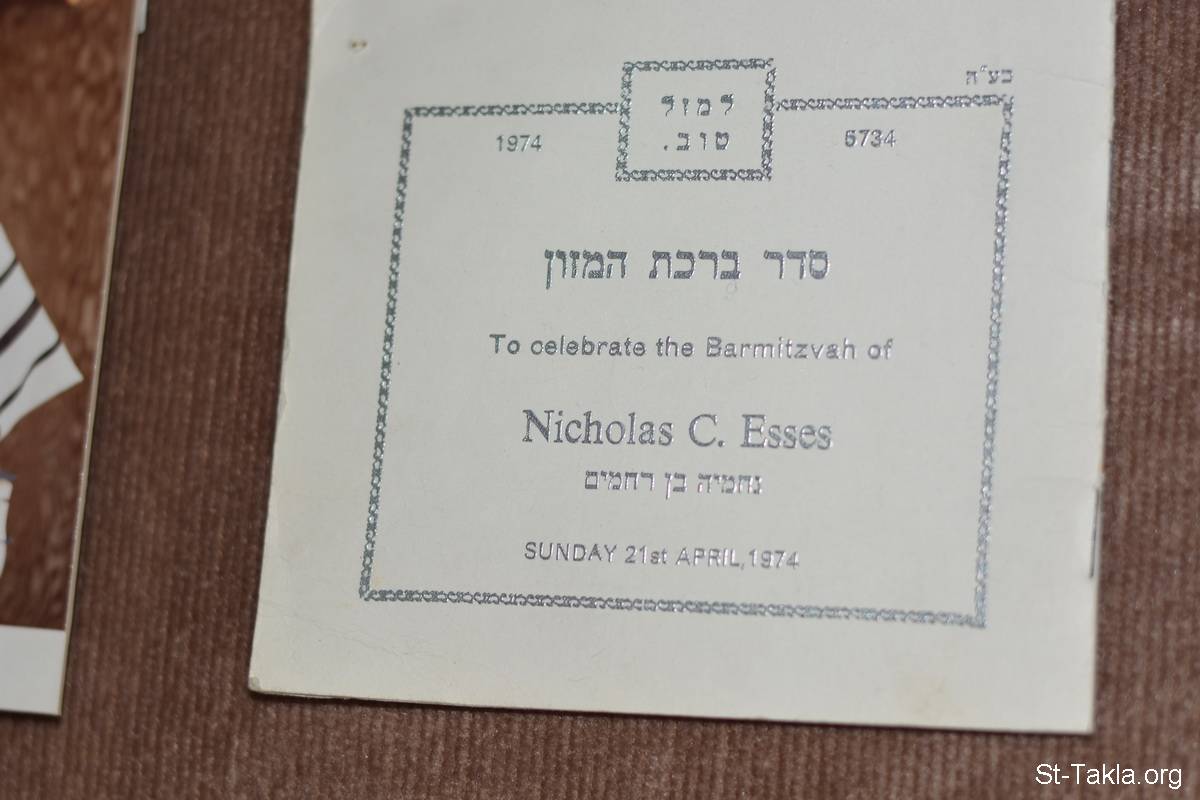 בע״ה
למזל
1974 טוב. 5734
סדר ברכת המזון
To celebrate the Barmitzvah of
Nicholas C. Esses
נחמיה בן רחמים
SUNDAY 21st APRIL, 1974
St-Takla.org